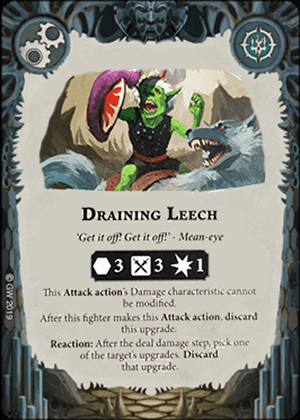 DRAINING LEECH
‘Get it off! Get it off!’ - Mean-eye
3 3 1
This Attack action's Damage characteristic cannot
be modified.
After this fighter makes this Attack action, discard
this upgrade.
Reaction: After the deal damage step, pick one
of the target's upgrades. Discard
that upgrade.
© GW 2019